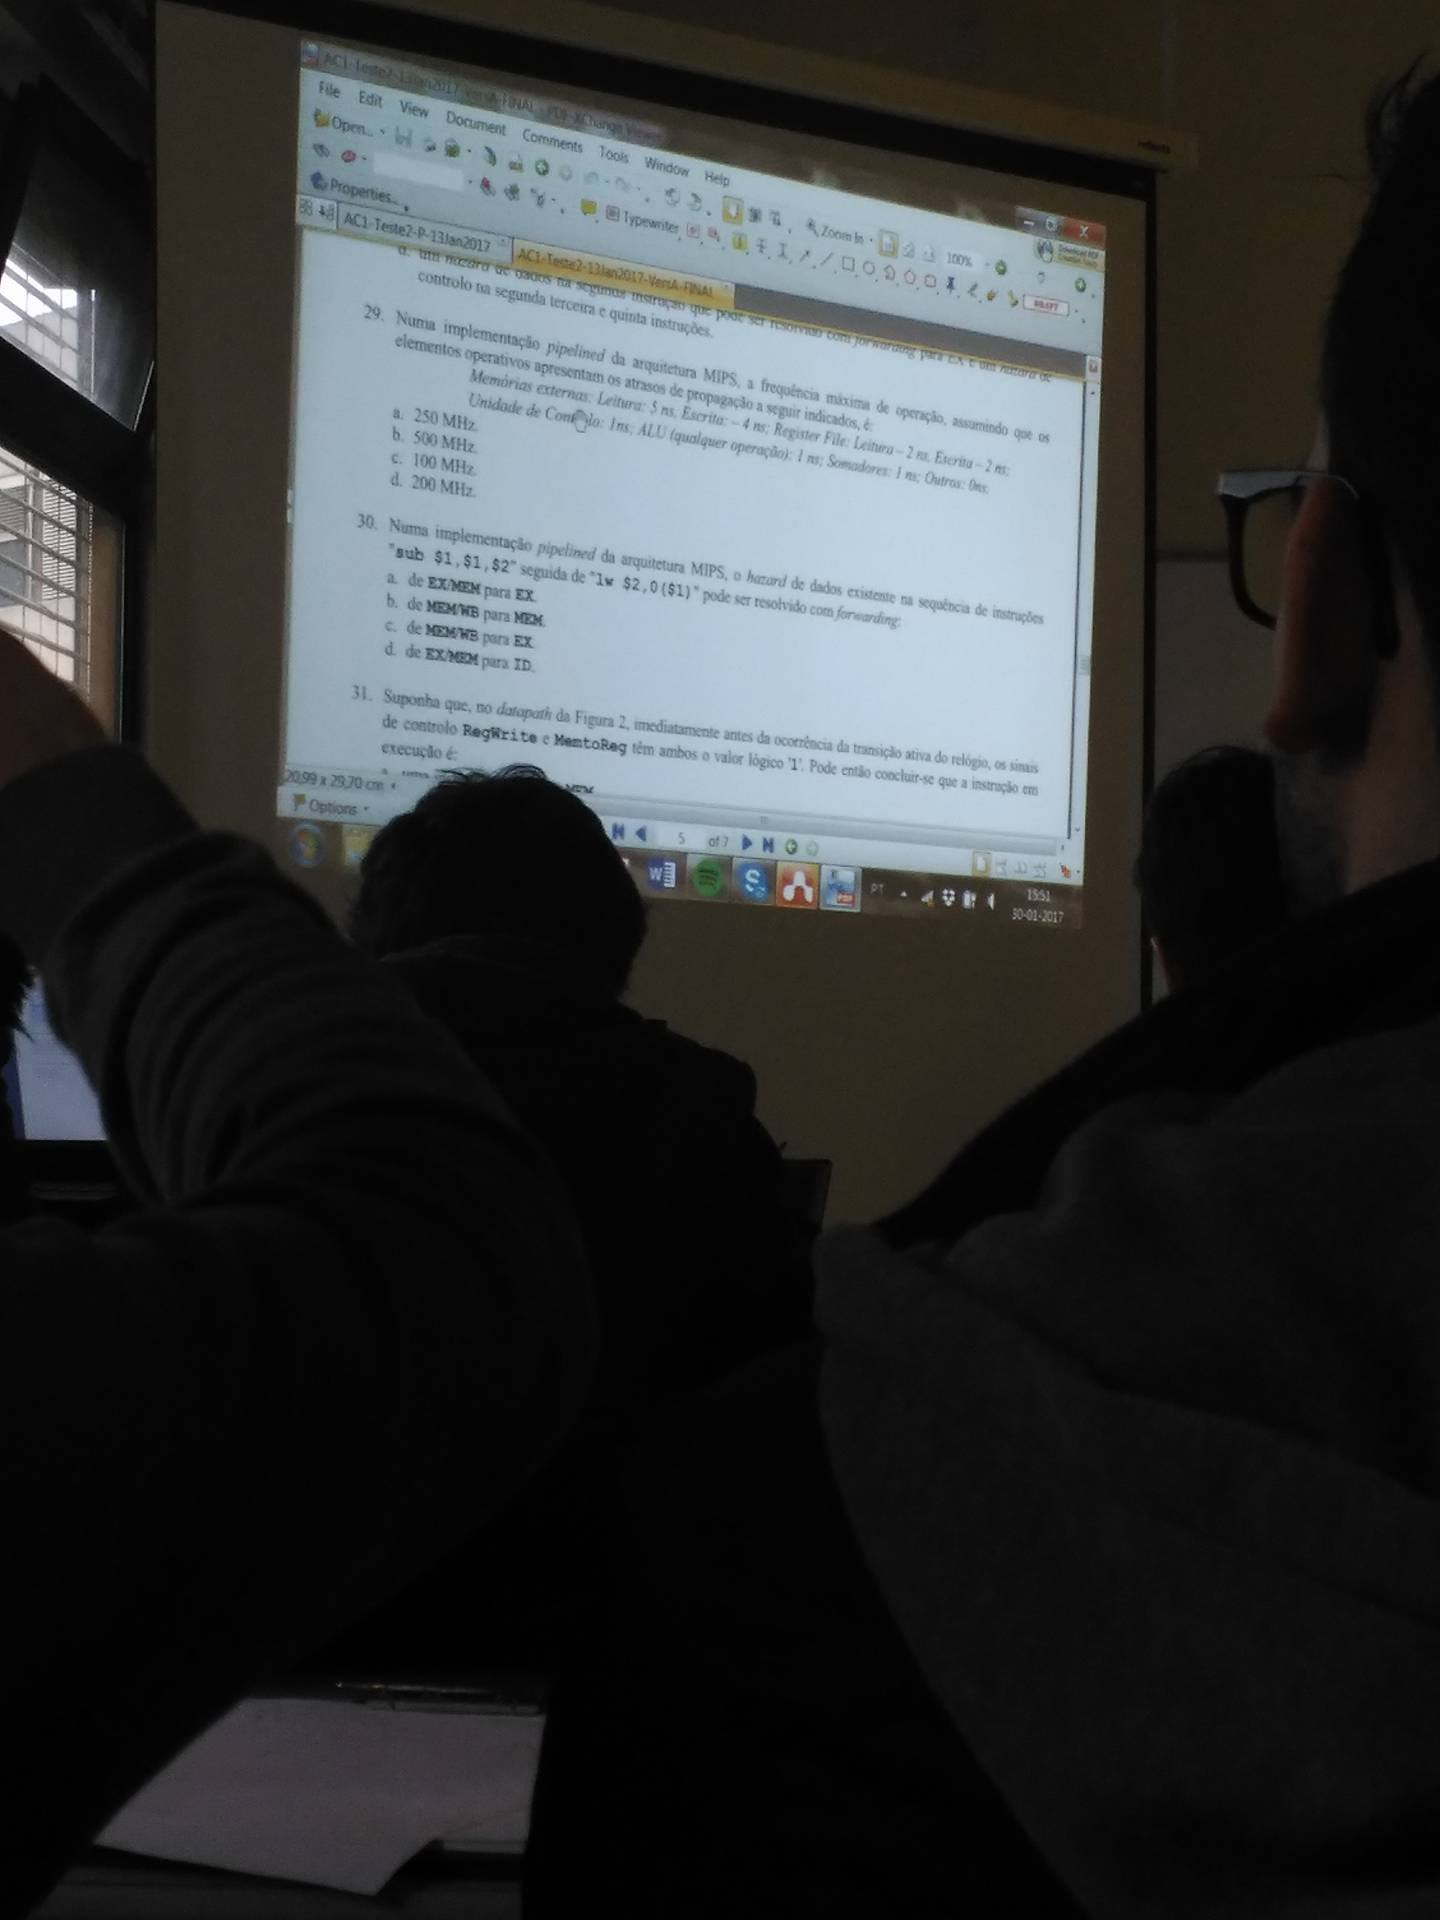 AC1-Teste2-13Jan2017-VersA-FINAL - PDF-XChange Viewer
File Edit View Document Comments Tools Window Help
Open...
Zoom In
100%
Properties...
Typewriter
AC1-Teste2-P-13Jan2017
AC1-Teste2-13Jan2017-VersA-FINAL
d. um hazard de dados na segunda instrução que pode ser resolvido com forwarding para EX e um hazard de
controlo na segunda terceira e quinta instruções.
29. Numa implementação pipelined da arquitetura MIPS, a frequência máxima de operação, assumindo que os
elementos operativos apresentam os atrasos de propagação a seguir indicados, é:
Memórias externas: Leitura: 5 ns, Escrita: – 4 ns; Register File: Leitura – 2 ns, Escrita – 2 ns;
Unidade de Controlo: 1ns; ALU (qualquer operação): 1 ns; Somadores: 1 ns; Outros: 0ns.
a. 250 MHz.
b. 500 MHz.
c. 100 MHz.
d. 200 MHz.
30. Numa implementação pipelined da arquitetura MIPS, o hazard de dados existente na sequência de instruções
"sub $1,$1,$2" seguida de "lw $2,0($1)" pode ser resolvido com forwarding:
a. de EX/MEM para EX.
b. de MEM/WB para MEM.
c. de MEM/WB para EX.
d. de EX/MEM para ID.
31. Suponha que, no datapath da Figura 2, imediatamente antes da ocorrência da transição ativa do relógio, os sinais
de controlo RegWrite e MemtoReg têm ambos o valor lógico '1'. Pode então concluir-se que a instrução em
execução é:
20,99 x 29,70 cm
Options
5 of 7
PT
15:51
30-01-2017